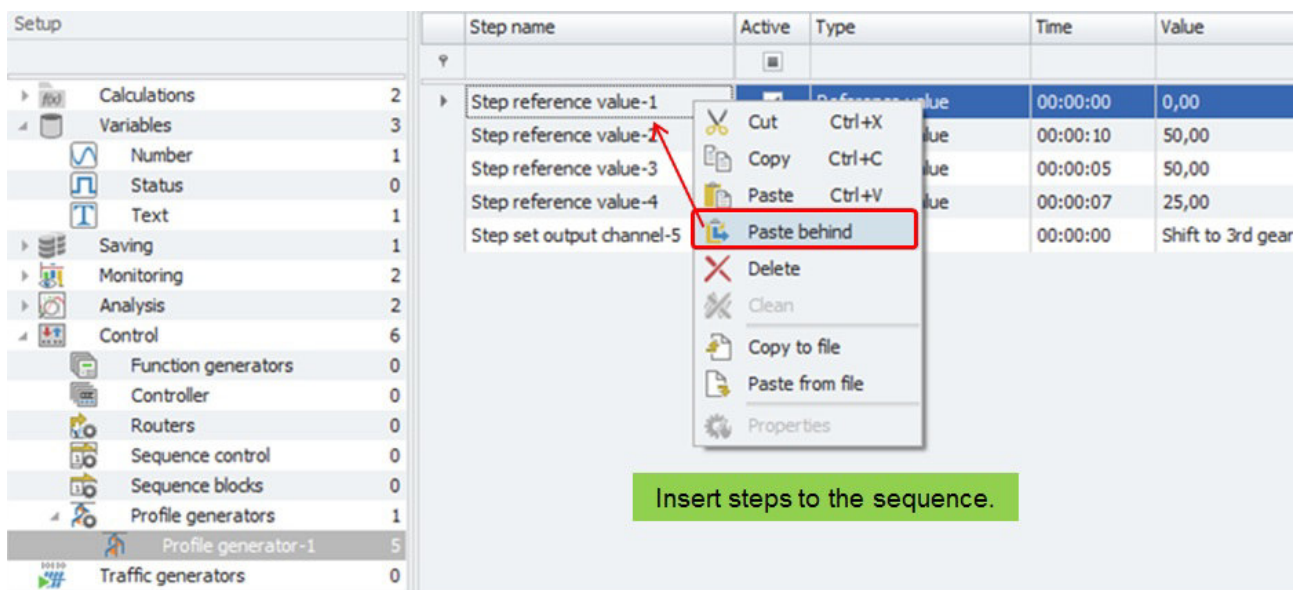 Setup
Step name Active Type Time Value
Calculations 2
Variables 3
Number 1
Status 0
Text 1
Saving 1
Monitoring 2
Analysis 2
Control 6
Function generators 0
Controller 0
Routers 0
Sequence control 0
Sequence blocks 0
Profile generators 1
Profile generator-1 5
Traffic generators 0
Step reference value-1 Reference value 00:00:00 0,00
Step reference value-2 value 00:00:10 50,00
Step reference value-3 value 00:00:05 50,00
Step reference value-4 value 00:00:07 25,00
Step set output channel-5 00:00:00 Shift to 3rd gear
Cut Ctrl+X
Copy Ctrl+C
Paste Ctrl+V
Paste behind
Delete
Clean
Copy to file
Paste from file
Properties
Insert steps to the sequence.